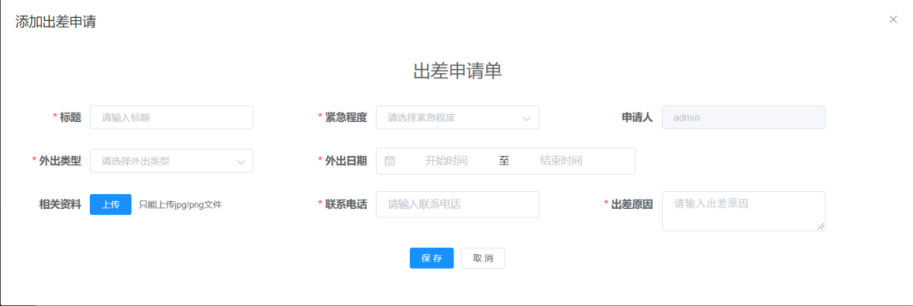 添加出差申请
出差申请单
* 标题 请输入标题 * 紧急程度 请选择紧急程度 申请人 admin
* 外出类型 请选择外出类型 * 外出日期 开始时间 至 结束时间
相关资料 上传 只能上传jpg/png文件 * 联系电话 请输入联系电话 * 出差原因 请输入出差原因
保存 取消